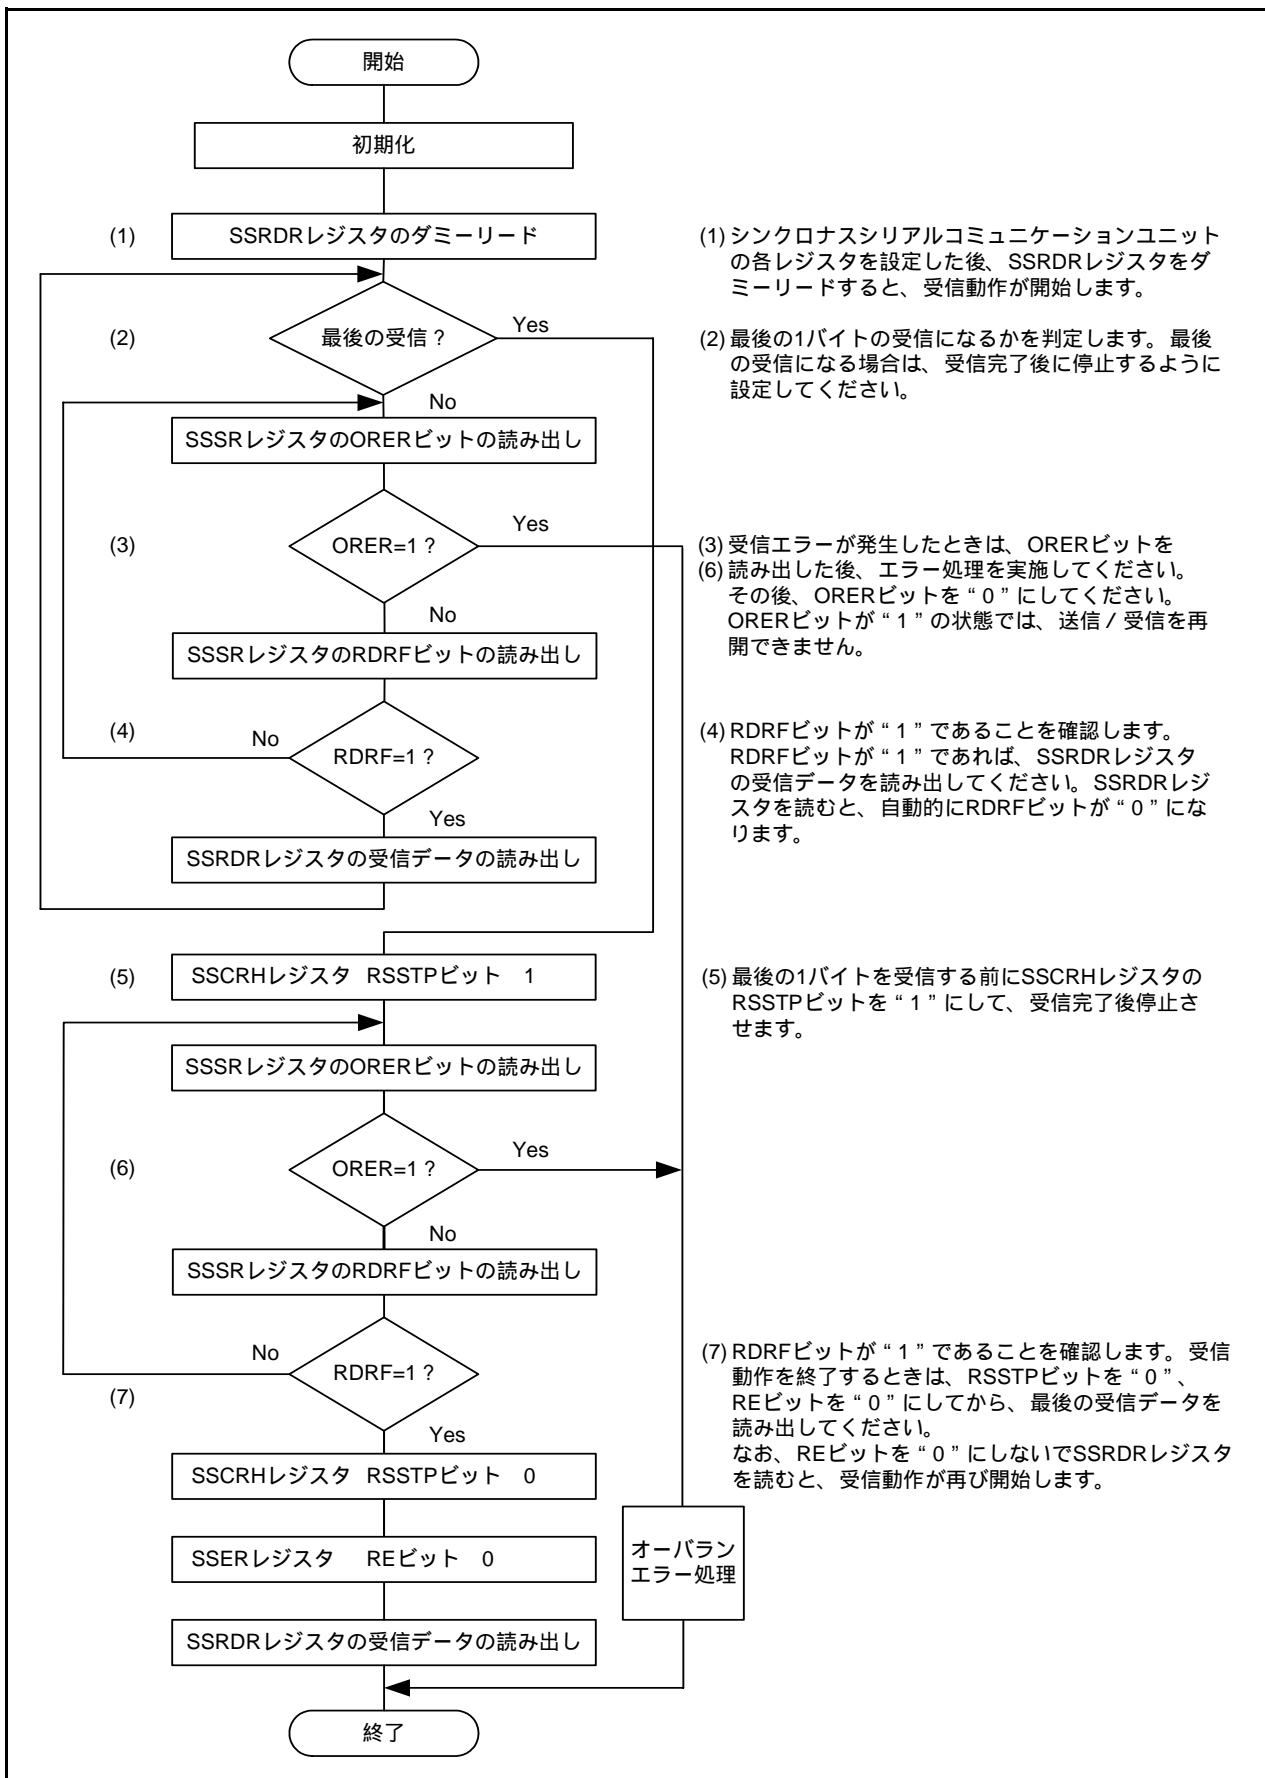 開始
初期化
(1)
SSRDRレジスタのダミーリード
(1) シンクロナスシリアルコミュニケーションユニット
の各レジスタを設定した後、SSRDRレジスタをダ
ミーリードすると、受信動作が開始します。
(2)
最後の受信？
Yes
(2) 最後の1バイトの受信になるかを判定します。最後
の受信になる場合は、受信完了後に停止するように
設定してください。
No
SSSRレジスタのORERビットの読み出し
(3)
ORER=1？
Yes
(3) 受信エラーが発生したときは、ORERビットを
(6) 読み出した後、エラー処理を実施してください。
その後、ORERビットを“0”にしてください。
ORERビットが“1”の状態では、送信/受信を再
開できません。
No
SSSRレジスタのRDRFビットの読み出し
(4)
No
RDRF=1？
(4) RDRFビットが“1”であることを確認します。
RDRFビットが“1”であれば、SSRDRレジスタ
の受信データを読み出してください。SSRDRレジ
スタを読むと、自動的にRDRFビットが“0”にな
ります。
Yes
SSRDRレジスタの受信データの読み出し
(5)
SSCRHレジスタ RSSTPビット 1
(5) 最後の1バイトを受信する前にSSCRHレジスタの
RSSTPビットを“1”にして、受信完了後停止さ
せます。
SSSRレジスタのORERビットの読み出し
(6)
ORER=1？
Yes
No
SSSRレジスタのRDRFビットの読み出し
No
RDRF=1？
(7)
(7) RDRFビットが“1”であることを確認します。受信
動作を終了するときは、RSSTPビットを“0”、
REビットを“0”にしてから、最後の受信データを
読み出してください。
なお、REビットを“0”にしないでSSRDRレジスタ
を読むと、受信動作が再び開始します。
Yes
SSCRHレジスタ RSSTPビット 0
SSERレジスタ REビット 0
オーバラン
エラー処理
SSRDRレジスタの受信データの読み出し
終了